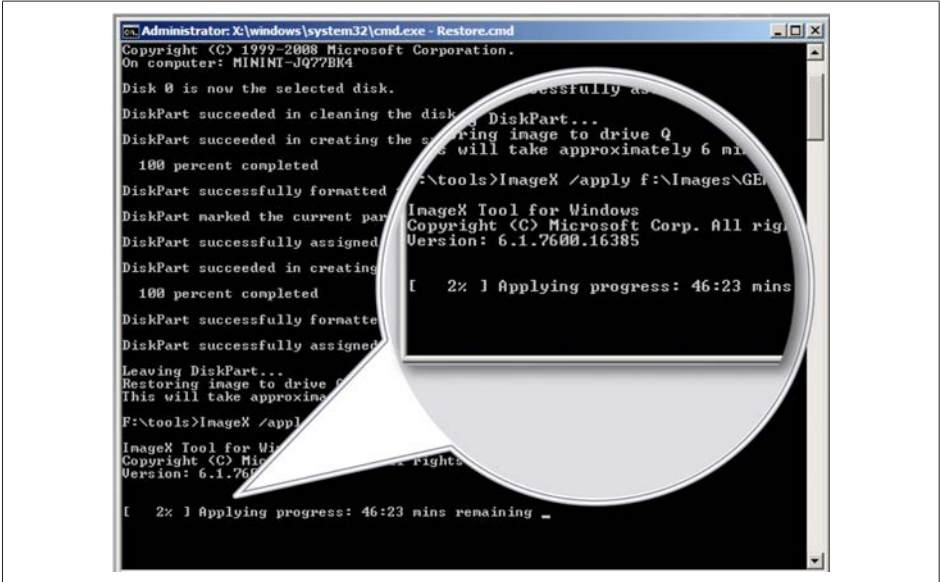 Administrator: X:\windows\system32\cmd.exe - Restore.cmd
Copyright (C) 1999-2008 Microsoft Corporation.
On computer: MININT-JQ77BK4
Disk 0 is now the selected disk.
DiskPart succeeded in cleaning the disk
DiskPart succeeded in creating the
100 percent completed
DiskPart successfully formatted
DiskPart marked the current par
DiskPart successfully assigned
DiskPart succeeded in creating
100 percent completed
DiskPart successfully formatte
DiskPart successfully assigned
Leaving DiskPart...
Restoring image to drive
This will take approxima
F:\tools>ImageX /appl
ImageX Tool for Wi
Copyright (C) Mic rights
Version: 6.1.76
[ 2% ] Applying progress: 46:23 mins remaining _
essfully as
DiskPart...
ring image to drive Q
will take approximately 6 mi
:\tools>ImageX /apply f:\Images\GE
ImageX Tool for Windows
Copyright (C) Microsoft Corp. All rig
Version: 6.1.7600.16385
[ 2% ] Applying progress: 46:23 mins